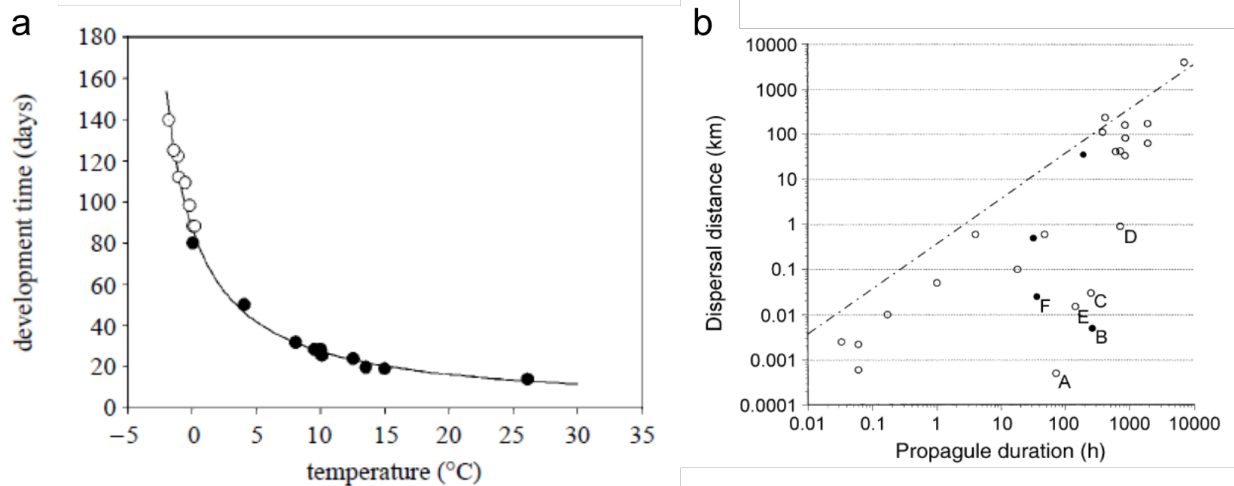 a
180
160
140
120
100
80
60
40
20
0
−5
0
5
10
15
20
25
30
35
development time (days)
temperature (°C)
b
10000
1000
100
10
1
0.1
0.01
0.001
0.0001
0.01
0.1
1
10
100
1000
10000
Dispersal distance (km)
Propagule duration (h)
D
C
F
E
B
A